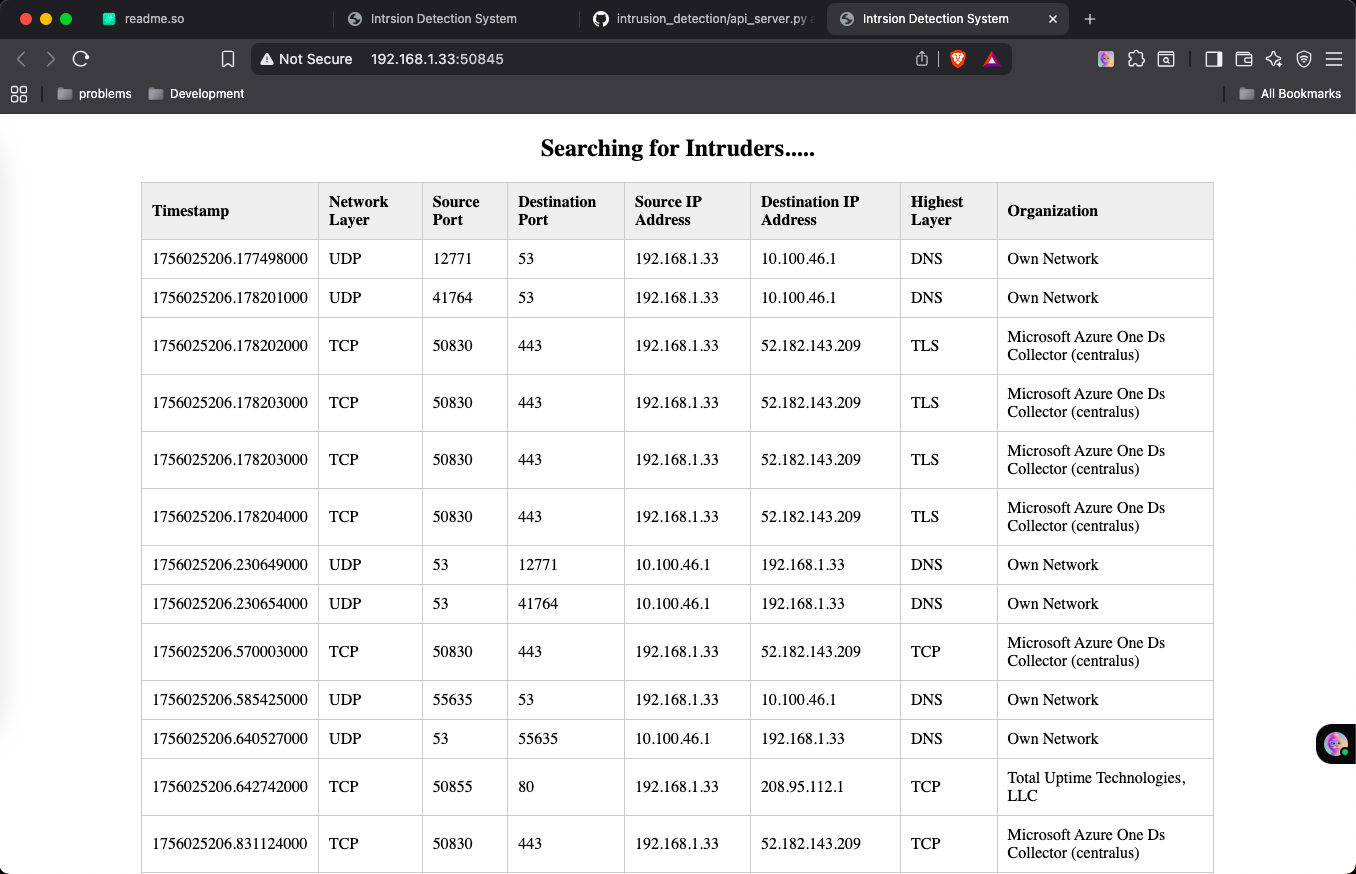 readme.so
Intrsion Detection System
intrusion_detection/api_server.py
Intrsion Detection System
Not Secure 192.168.1.33:50845
problems
Development
All Bookmarks
Searching for Intruders.....
Timestamp Network Layer Source Port Destination Port Source IP Address Destination IP Address Highest Layer Organization
1756025206.177498000 UDP 12771 53 192.168.1.33 10.100.46.1 DNS Own Network
1756025206.178201000 UDP 41764 53 192.168.1.33 10.100.46.1 DNS Own Network
1756025206.178202000 TCP 50830 443 192.168.1.33 52.182.143.209 TLS Microsoft Azure One Ds Collector (centralus)
1756025206.178203000 TCP 50830 443 192.168.1.33 52.182.143.209 TLS Microsoft Azure One Ds Collector (centralus)
1756025206.178203000 TCP 50830 443 192.168.1.33 52.182.143.209 TLS Microsoft Azure One Ds Collector (centralus)
1756025206.178204000 TCP 50830 443 192.168.1.33 52.182.143.209 TLS Microsoft Azure One Ds Collector (centralus)
1756025206.230649000 UDP 53 12771 10.100.46.1 192.168.1.33 DNS Own Network
1756025206.230654000 UDP 53 41764 10.100.46.1 192.168.1.33 DNS Own Network
1756025206.570003000 TCP 50830 443 192.168.1.33 52.182.143.209 TCP Microsoft Azure One Ds Collector (centralus)
1756025206.585425000 UDP 55635 53 192.168.1.33 10.100.46.1 DNS Own Network
1756025206.640527000 UDP 53 55635 10.100.46.1 192.168.1.33 DNS Own Network
1756025206.642742000 TCP 50855 80 192.168.1.33 208.95.112.1 TCP Total Uptime Technologies, LLC
1756025206.831124000 TCP 50830 443 192.168.1.33 52.182.143.209 TCP Microsoft Azure One Ds Collector (centralus)